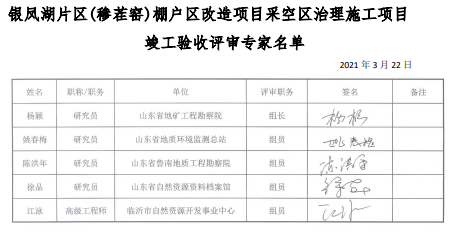 银凤湖片区(穆茬窑)棚户区改造项目采空区治理施工项目
竣工验收评审专家名单
2021 年 3 月 22 日
姓名 职称/职务 单位 评审职务 签名 备注
杨颖 研究员 山东省地矿工程勘察院 组长
姚春梅 研究员 山东省地质环境监测总站 组员 姚春梅
陈洪年 研究员 山东省鲁南地质工程勘察院 组员 陈洪年
徐品 研究员 山东省自然资源资料档案馆 组员
江泳 高级工程师 临沂市自然资源开发事业中心 组员 江泳